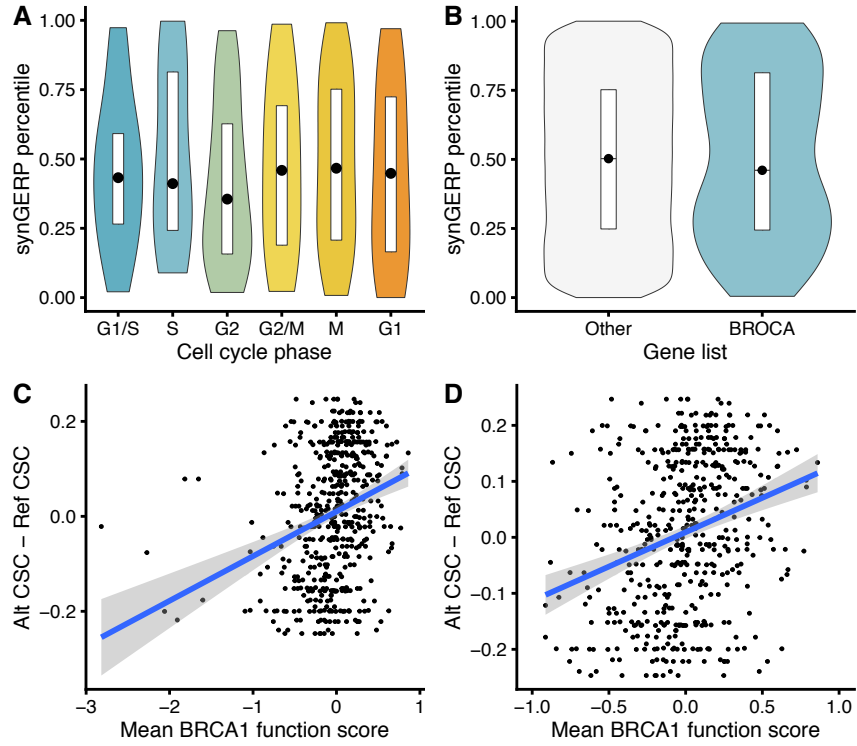 A
synGERP percentile
1.00
0.75
0.50
0.25
0.00
G1/S S G2 G2/M M G1
Cell cycle phase
B
synGERP percentile
1.00
0.75
0.50
0.25
0.00
Other BROCA
Gene list
C
Alt CSC − Ref CSC
0.2
0.0
−0.2
−3 −2 −1 0 1
Mean BRCA1 function score
D
Alt CSC − Ref CSC
0.2
0.1
0.0
−0.1
−0.2
−1.0 −0.5 0.0 0.5 1.0
Mean BRCA1 function score